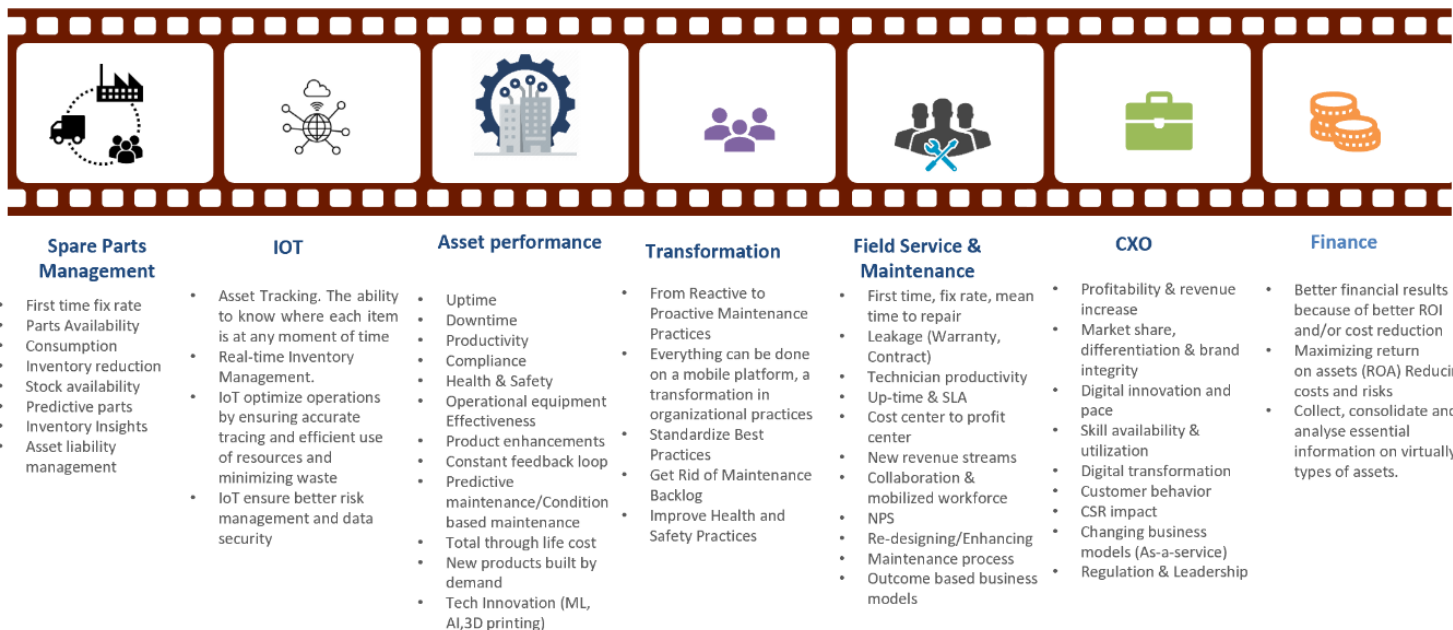 Spare Parts
Management
• First time fix rate
• Parts Availability
• Consumption
• Inventory reduction
• Stock availability
• Predictive parts
• Inventory Insights
• Asset liability
management
IOT
• Asset Tracking. The ability
to know where each item
is at any moment of time
• Real-time Inventory
Management.
• IoT optimize operations
by ensuring accurate
tracing and efficient use
of resources and
minimizing waste
• IoT ensure better risk
management and data
security
Asset performance
• Uptime
• Downtime
• Productivity
• Compliance
• Health & Safety
• Operational equipment
Effectiveness
• Product enhancements
• Constant feedback loop
• Predictive
maintenance/Condition
based maintenance
• Total through life cost
• New products built by
demand
• Tech Innovation (ML,
AI,3D printing)
Transformation
• From Reactive to
Proactive Maintenance
Practices
• Everything can be done
on a mobile platform, a
transformation in
organizational practices
• Standardize Best
Practices
• Get Rid of Maintenance
Backlog
• Improve Health and
Safety Practices
Field Service &
Maintenance
• First time, fix rate, mean
time to repair
• Leakage (Warranty,
Contract)
• Technician productivity
• Up-time & SLA
• Cost center to profit
center
• New revenue streams
• Collaboration &
mobilized workforce
• NPS
• Re-designing/Enhancing
• Maintenance process
• Outcome based business
models
CXO
• Profitability & revenue
increase
• Market share,
differentiation & brand
integrity
• Digital innovation and
pace
• Skill availability &
utilization
• Digital transformation
• Customer behavior
• CSR impact
• Changing business
models (As-a-service)
• Regulation & Leadership
Finance
• Better financial results
because of better ROI
and/or cost reduction
• Maximizing return
on assets (ROA)
costs and risks
• Collect, consolidate and
analyse essential
information on virtually
types of assets.